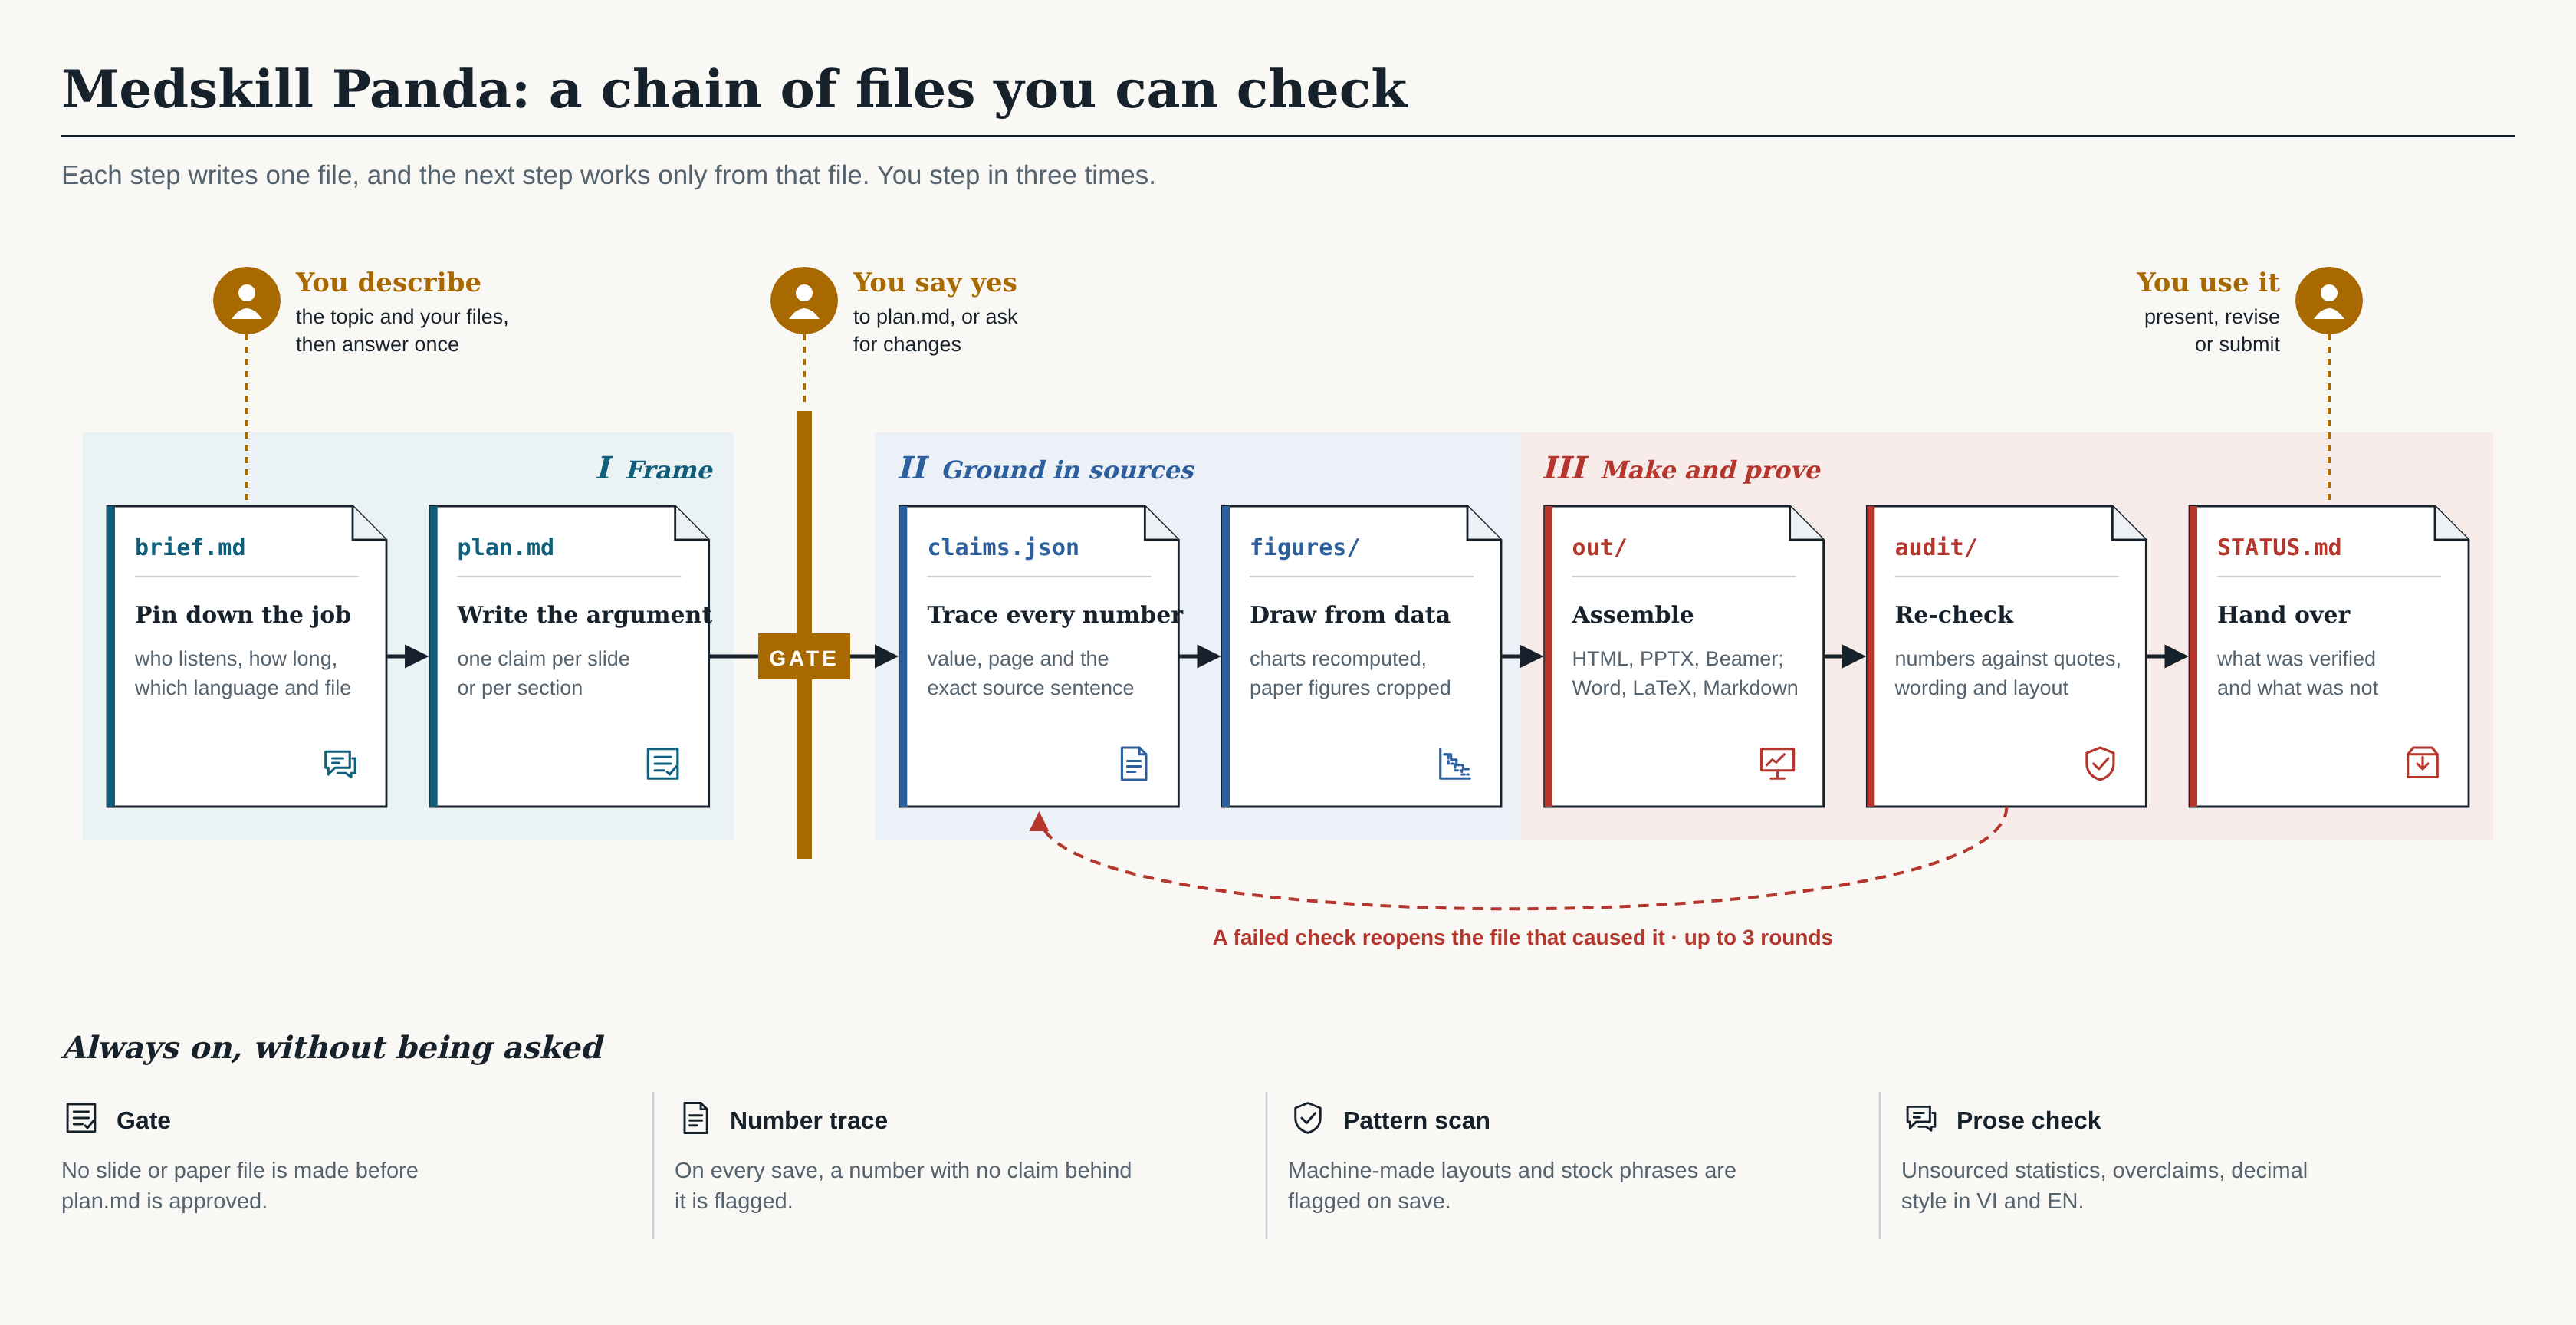 Medskill Panda: a chain of files you can check
Each step writes one file, and the next step works only from that file. You step in three times.
You describe
the topic and your files,
then answer once
You say yes
to plan.md, or ask
for changes
You use it
present, revise
or submit
I Frame
brief.md
Pin down the job
who listens, how long,
which language and file
plan.md
Write the argument
one claim per slide
or per section
GATE
II Ground in sources
claims.json
Trace every number
value, page and the
exact source sentence
figures/
Draw from data
charts recomputed,
paper figures cropped
III Make and prove
out/
Assemble
HTML, PPTX, Beamer;
Word, LaTeX, Markdown
audit/
Re-check
numbers against quotes,
wording and layout
STATUS.md
Hand over
what was verified
and what was not
A failed check reopens the file that caused it · up to 3 rounds
Always on, without being asked
Gate
No slide or paper file is made before
plan.md is approved.
Number trace
On every save, a number with no claim behind
it is flagged.
Pattern scan
Machine-made layouts and stock phrases are
flagged on save.
Prose check
Unsourced statistics, overclaims, decimal
style in VI and EN.